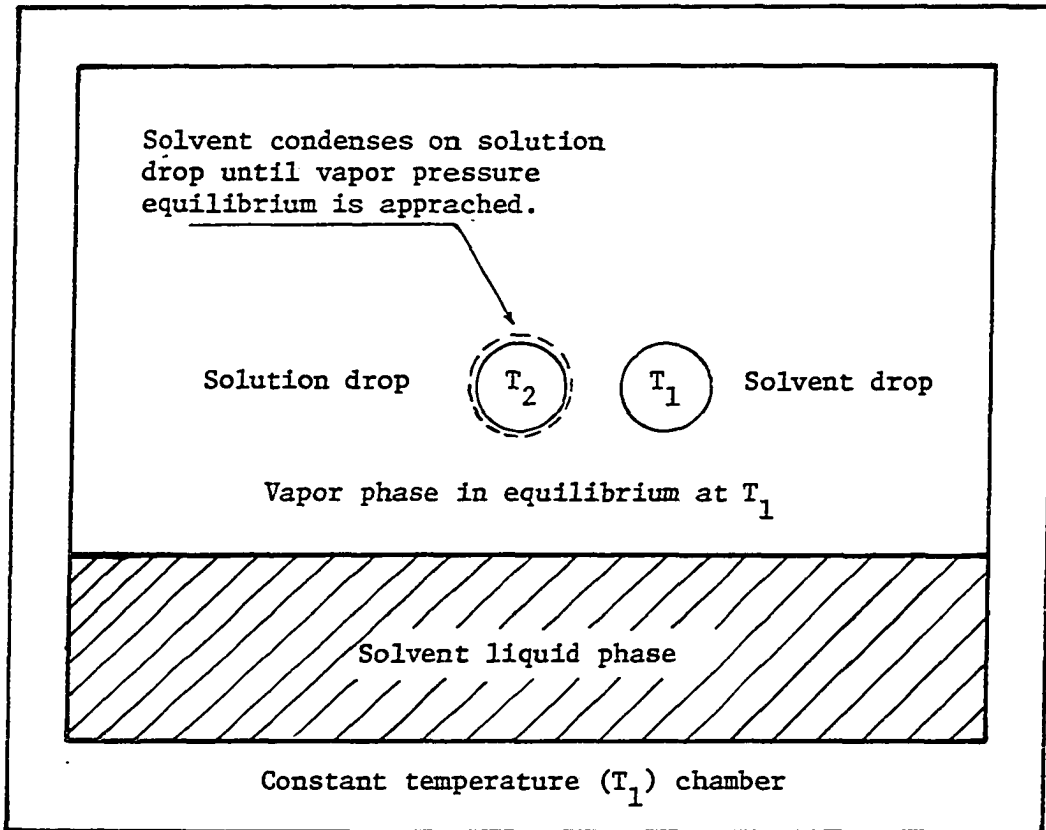 Solvent condenses on solution
drop until vapor pressure
equilibrium is apprached.
Solution drop
T2
T1
Solvent drop
Vapor phase in equilibrium at T1
Solvent liquid phase
Constant temperature (T1) chamber